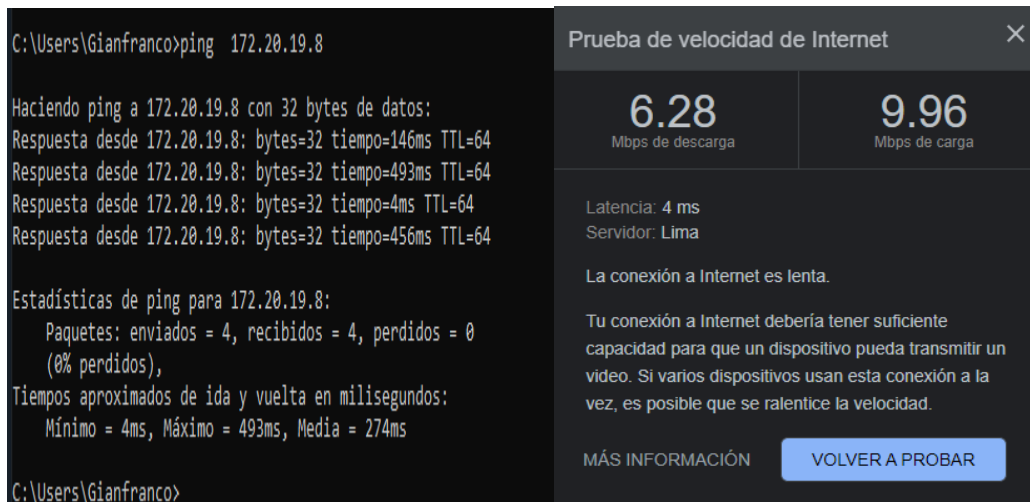 C:\Users\Gianfranco>ping  172.20.19.8
Haciendo ping a 172.20.19.8 con 32 bytes de datos:
Respuesta desde 172.20.19.8: bytes=32 tiempo=146ms TTL=64
Respuesta desde 172.20.19.8: bytes=32 tiempo=493ms TTL=64
Respuesta desde 172.20.19.8: bytes=32 tiempo=4ms TTL=64
Respuesta desde 172.20.19.8: bytes=32 tiempo=456ms TTL=64
Estadísticas de ping para 172.20.19.8:
Paquetes: enviados = 4, recibidos = 4, perdidos = 0
(0% perdidos),
Tiempos aproximados de ida y vuelta en milisegundos:
Mínimo = 4ms, Máximo = 493ms, Media = 274ms
C:\Users\Gianfranco>
Prueba de velocidad de Internet
6.28
Mbps de descarga
9.96
Mbps de carga
Latencia: 4 ms
Servidor: Lima
La conexión a Internet es lenta.
Tu conexión a Internet debería tener suficiente
capacidad para que un dispositivo pueda transmitir un
video. Si varios dispositivos usan esta conexión a la
vez, es posible que se ralentice la velocidad.
MÁS INFORMACIÓN
VOLVER A PROBAR